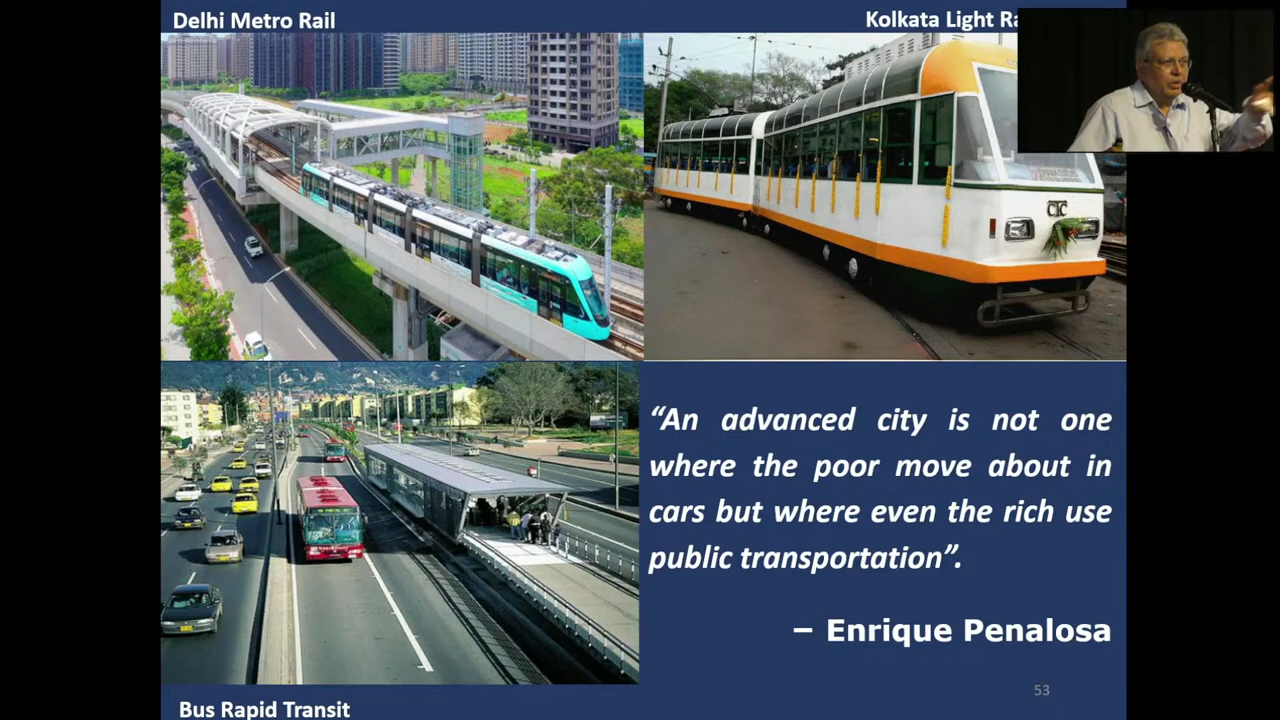 Delhi Metro Rail
Kolkata Light
CTC
"An advanced city is not one
where the poor move about in
cars but where even the rich use
public transportation".
– Enrique Penalosa
53
Bus Rapid Transit